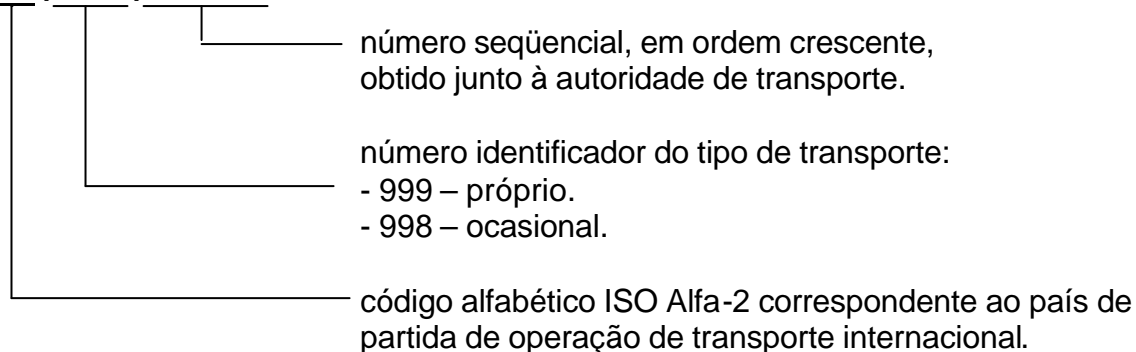 número seqüencial, em ordem crescente,
obtido junto à autoridade de transporte.
número identificador do tipo de transporte:
- 999 – próprio.
- 998 – ocasional.
código alfabético ISO Alfa-2 correspondente ao país de
partida de operação de transporte internacional.